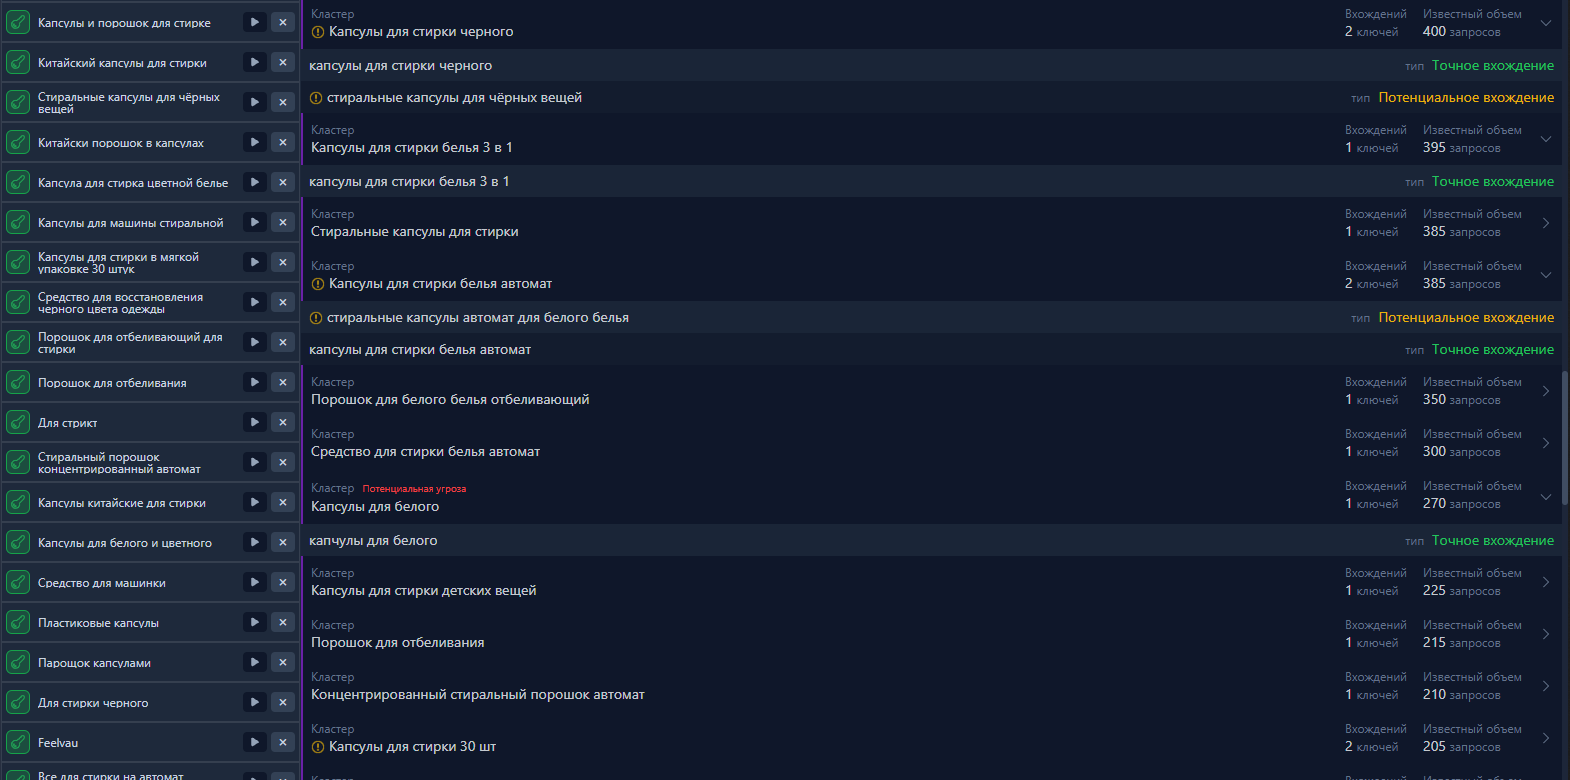 Капсулы и порошок для стирке
Китайский капсулы для стирки
Стиральные капсулы для чёрных
вещей
Китайски порошок в капсулах
Капсула для стирка цветной белье
Капсулы для машины стиральной
Капсулы для стирки в мягкой
упаковке 30 штук
Средство для восстановления
черного цвета одежды
Порошок для отбеливающий для
стирки
Порошок для отбеливания
Для стрикт
Стиральный порошок
концентрированный автомат
Капсулы китайские для стирки
Капсулы для белого и цветного
Средство для машинки
Пластиковые капсулы
Парощок капсулами
Для стирки черного
Feelvau
Все для стирки на автомат
Кластер Вхождений Известный объем
Капсулы для стирки черного 2 ключей 400 запросов
капсулы для стирки черного тип Точное вхождение
стиральные капсулы для чёрных вещей тип Потенциальное вхождение
Кластер Вхождений Известный объем
Капсулы для стирки белья 3 в 1 1 ключей 395 запросов
капсулы для стирки белья 3 в 1 тип Точное вхождение
Кластер Вхождений Известный объем
Стиральные капсулы для стирки 1 ключей 385 запросов
Кластер Вхождений Известный объем
Капсулы для стирки белья автомат 2 ключей 385 запросов
стиральные капсулы автомат для белого белья тип Потенциальное вхождение
капсулы для стирки белья автомат тип Точное вхождение
Кластер Вхождений Известный объем
Порошок для белого белья отбеливающий 1 ключей 350 запросов
Кластер Вхождений Известный объем
Средство для стирки белья автомат 1 ключей 300 запросов
Кластер Потенциальная угроза Вхождений Известный объем
Капсулы для белого 1 ключей 270 запросов
капчулы для белого тип Точное вхождение
Кластер Вхождений Известный объем
Капсулы для стирки детских вещей 1 ключей 225 запросов
Кластер Вхождений Известный объем
Порошок для отбеливания 1 ключей 215 запросов
Кластер Вхождений Известный объем
Концентрированный стиральный порошок автомат 1 ключей 210 запросов
Кластер Вхождений Известный объем
Капсулы для стирки 30 шт 2 ключей 205 запросов